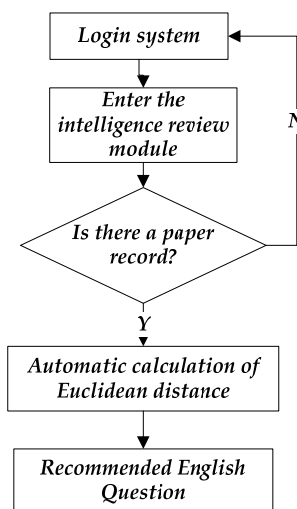 Login system
Enter the
intelligence review
module
N
Is there a paper
record?
Y
Automatic calculation of
Euclidean distance
Recommended English
Question